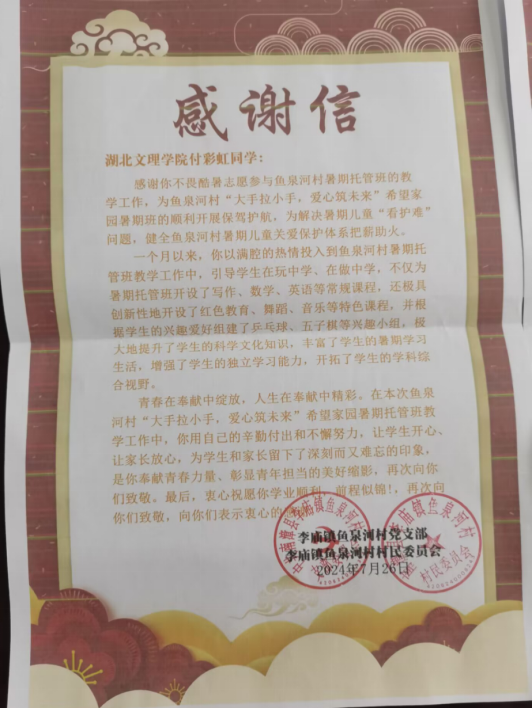 感谢信
湖北文理学院付彩虹同学：
感谢你不畏酷暑志愿参与鱼泉河村暑期托管班的教
学工作，为鱼泉河村“大手拉小手，爱心筑未来”希望家
园暑期班的顺利开展保驾护航，为解决暑期儿童“看护难”
问题，健全鱼泉河村暑期儿童关爱保护体系把薪助火。
一个月以来，你以满腔的热情投入到鱼泉河村暑期托
管班教学工作中，引导学生在玩中学、在做中学，不仅为
暑期托管班开设了写作、数学、英语等常规课程，还极具
创新性地开设了红色教育、舞蹈、音乐等特色课程，并根
据学生的兴趣爱好组建了乒乓球、五子棋等兴趣小组，极
大地提升了学生的科学文化知识，丰富了学生的暑期学习
生活，增强了学生的独立学习能力，开拓了学生的学科综
合视野。
青春在奉献中绽放，人生在奉献中精彩。在本次鱼泉
河村“大手拉小手，爱心筑未来”希望家园暑期托管班教
学工作中，你用自己的辛勤付出和不懈努力，让学生开心、
让家长放心，为学生和家长留下了深刻而又难忘的印象，
是你奉献青春力量、彰显青年担当的美好缩影，再次向你
们致敬。最后，衷心祝愿你学业顺利，前程似锦！，再次向
你们致敬，向你们表示衷心的
李庙镇鱼泉河村党支部
李庙镇鱼泉河村村民委员会
2024年7月26日
村民委员会